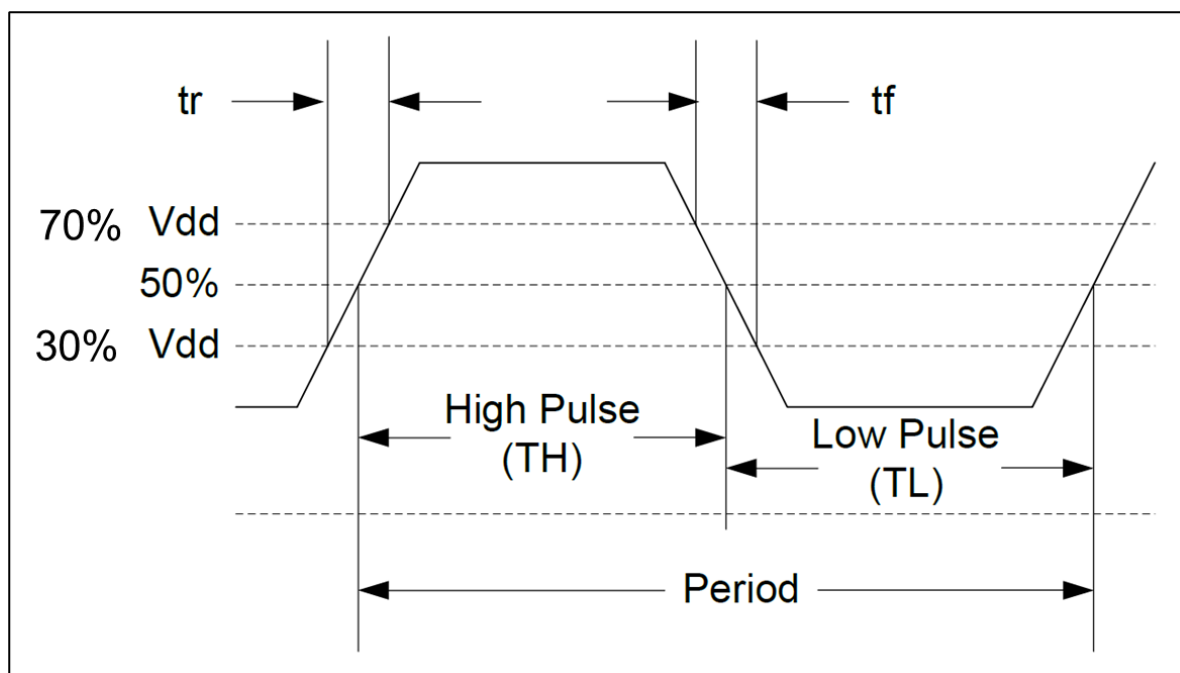 tr
tf
70% Vdd
50%
30% Vdd
High Pulse
(TH)
Low Pulse
(TL)
Period